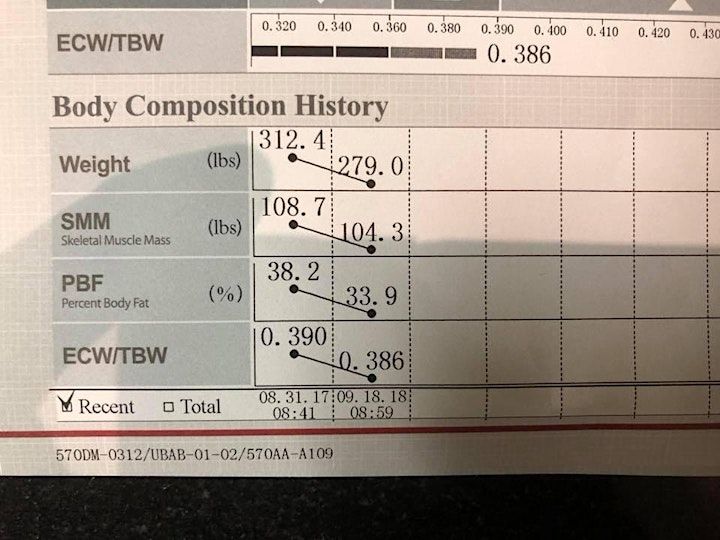 0.320 0.340 0.360 0.380 0.390 0.400 0.410 0.420 0.430
ECW/TBW 0.386
Body Composition History
Weight (lbs) 312.4 279.0
SMM (lbs) 108.7 104.3
Skeletal Muscle Mass
PBF (%) 38.2 33.9
Percent Body Fat
ECW/TBW 0.390 0.386
Recent Total 08.31.17 09.18.18
08:41 08:59
570DM-0312/UBAB-01-02/570AA-A109